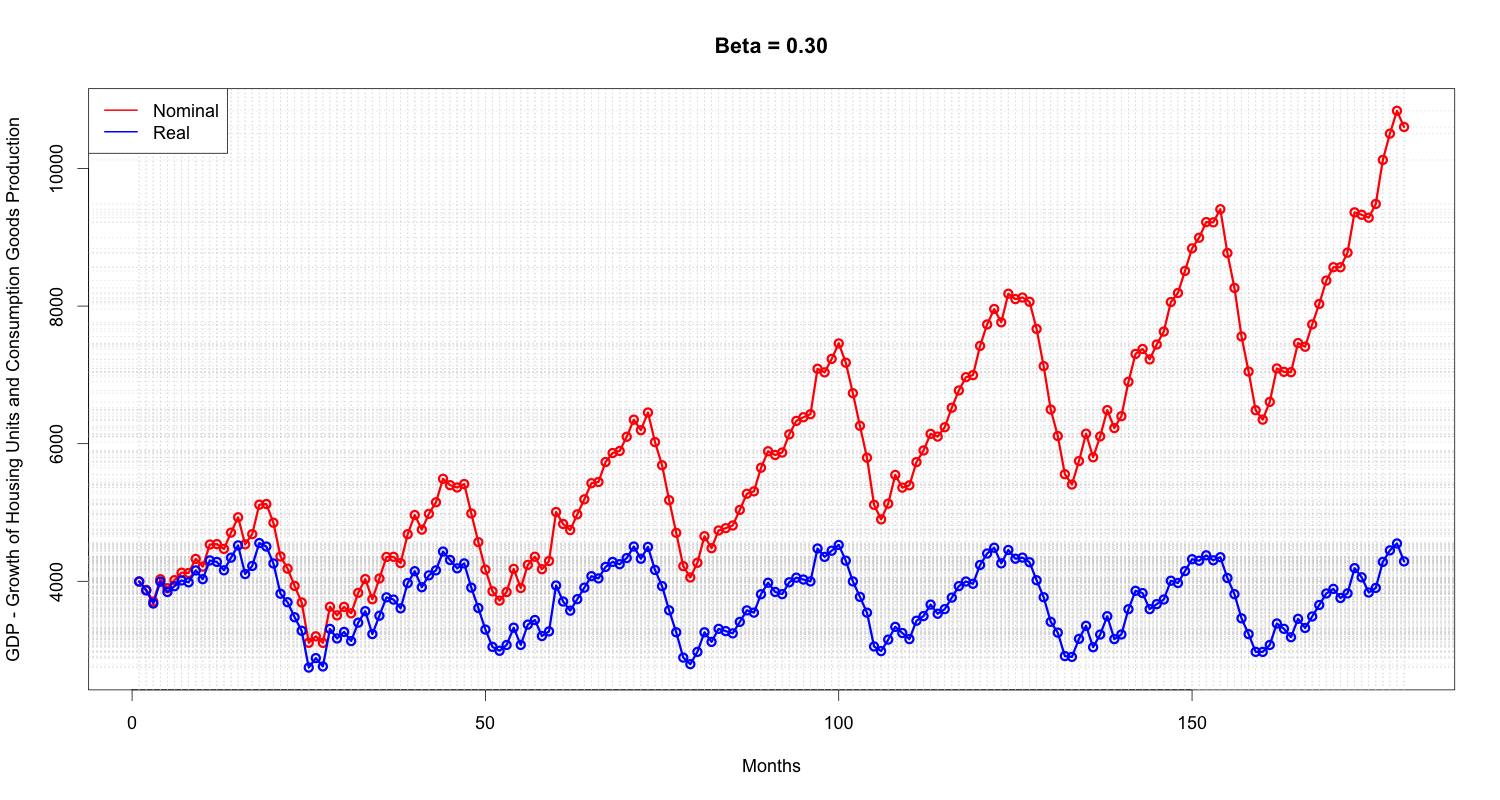 Beta = 0.30
Nominal
Real
GDP - Growth of Housing Units and Consumption Goods Production
10000
8000
6000
4000
0 50 100 150
Months